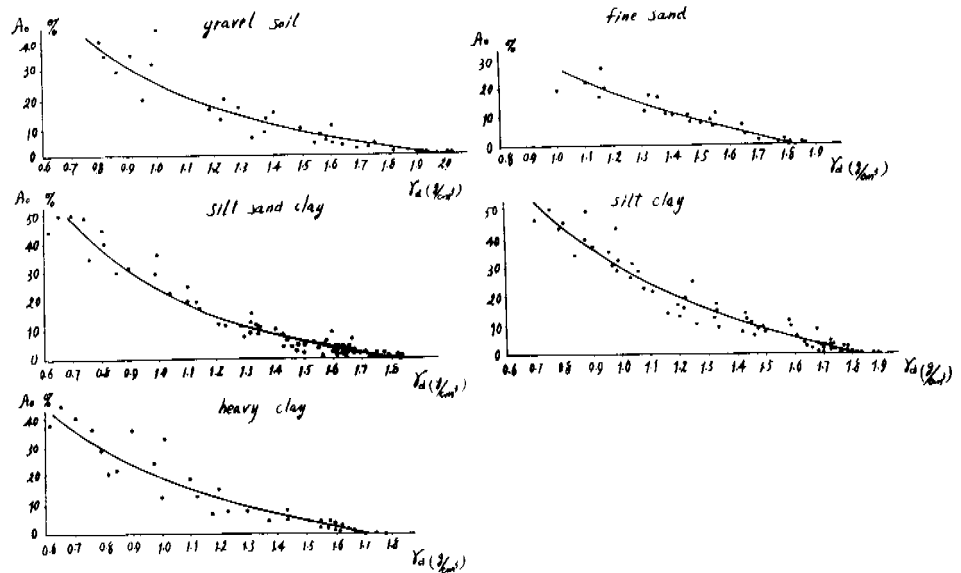 gravel soil
A₀ %
40
30
20
10
0
0.6 0.7 0.8 0.9 1.0 1.1 1.2 1.3 1.4 1.5 1.6 1.7 1.8 1.9 2.0
γd (g/cm³)
fine sand
A₀ %
30
20
10
0
0.8 0.9 1.0 1.1 1.2 1.3 1.4 1.5 1.6 1.7 1.8 1.9
γd (g/cm³)
silt sand clay
A₀ %
50
40
30
20
10
0
0.6 0.7 0.8 0.9 1.0 1.1 1.2 1.3 1.4 1.5 1.6 1.7 1.8
γd (g/cm³)
silt clay
50
40
30
20
10
0
0.6 0.7 0.8 0.9 1.0 1.1 1.2 1.3 1.4 1.5 1.6 1.7 1.8 1.9
γd (g/cm³)
heavy clay
A₀ %
40
30
20
10
0
0.6 0.7 0.8 0.9 1.0 1.1 1.2 1.3 1.4 1.5 1.6 1.7 1.8
γd (g/cm³)